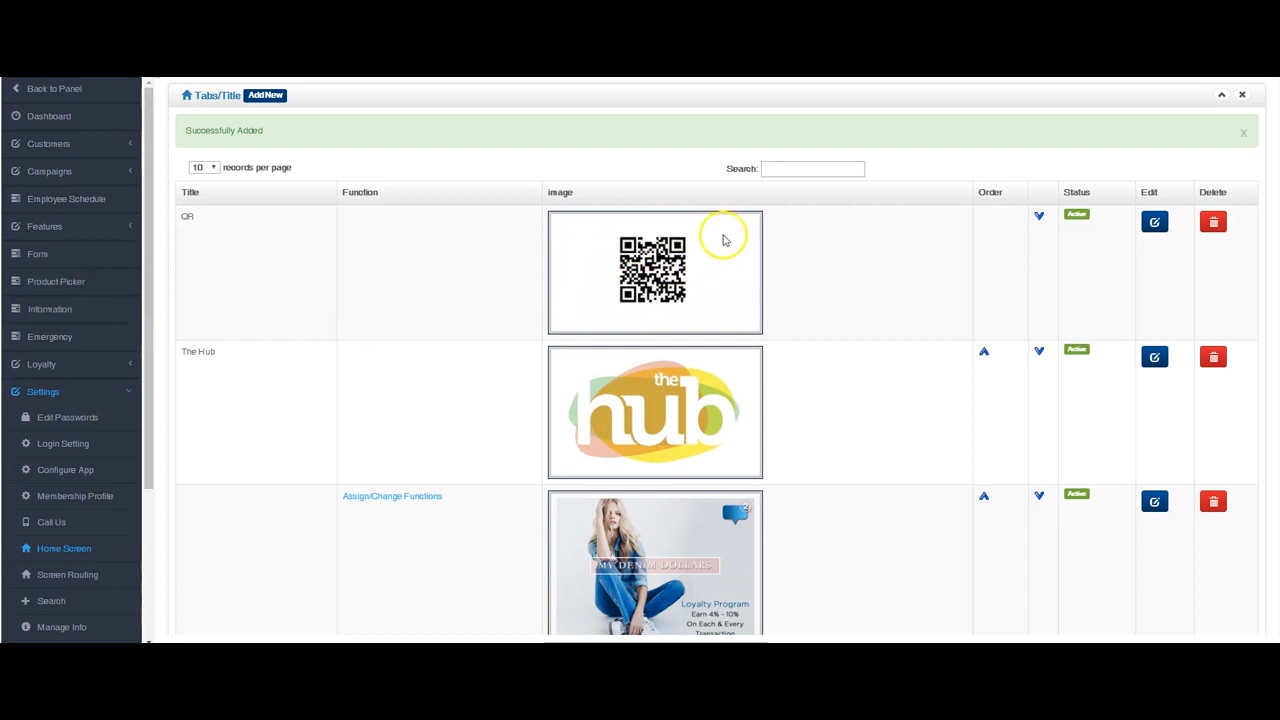 Back to Panel
Dashboard
Customers
Campaigns
Employee Schedule
Features
Form
Product Picker
Information
Emergency
Loyalty
Settings
Edit Passwords
Login Setting
Configure App
Membership Profile
Call Us
Home Screen
Screen Routing
Search
Manage Info
Tabs/Title Add New
Successfully Added
x
10 records per page
Search:
Title Function image Order Status Edit Delete
QR Active
The Hub Active
the
hub
Assign/Change Functions Active
2
MY DENIM DOLLARS
Loyalty Program
Earn 4% - 10%
On Each & Every
Transaction